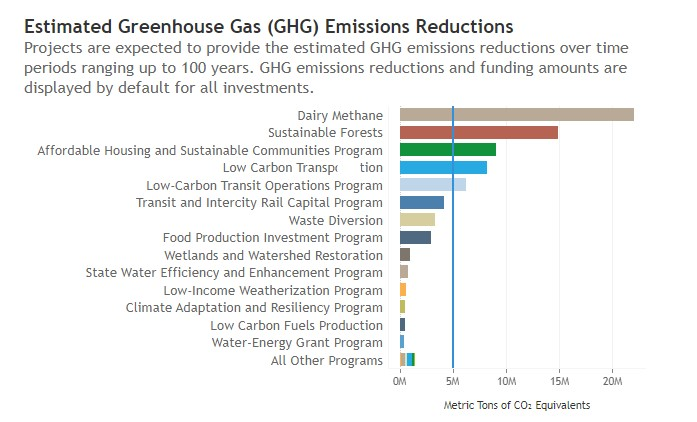 Estimated Greenhouse Gas (GHG) Emissions Reductions
Projects are expected to provide the estimated GHG emissions reductions over time
periods ranging up to 100 years. GHG emissions reductions and funding amounts are
displayed by default for all investments.
Dairy Methane
Sustainable Forests
Affordable Housing and Sustainable Communities Program
Low Carbon
Low-Carbon Transit Operations Program
Transit and Intercity Rail Capital Program
Waste Diversion
Food Production Investment Program
Wetlands and Watershed Restoration
State Water Efficiency and Enhancement Program
Low-Income Weatherization Program
Climate Adaptation and Resiliency Program
Low Carbon Fuels Production
Water-Energy Grant Program
All Other Programs
0M 5M 10M 15M 20M
Metric Tons of CO₂ Equivalents